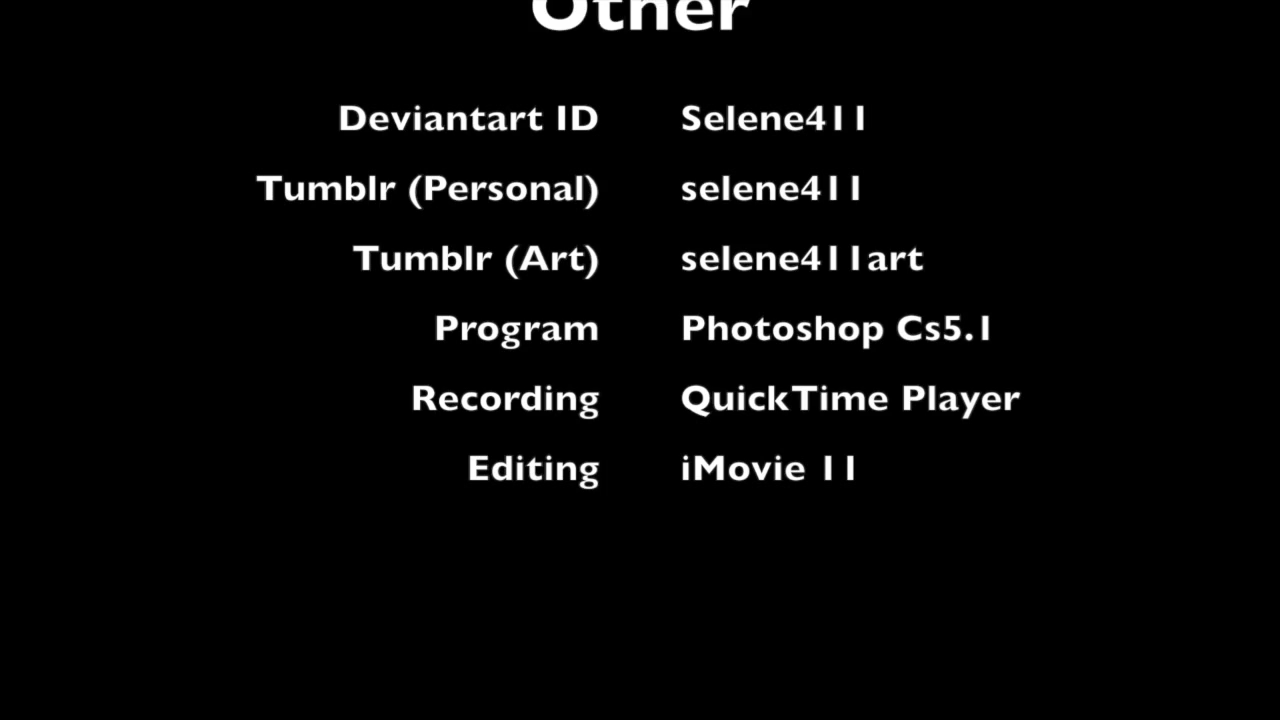 Other
Deviantart ID Selene411
Tumblr (Personal) selene411
Tumblr (Art) selene411art
Program Photoshop Cs5.1
Recording QuickTime Player
Editing iMovie 11